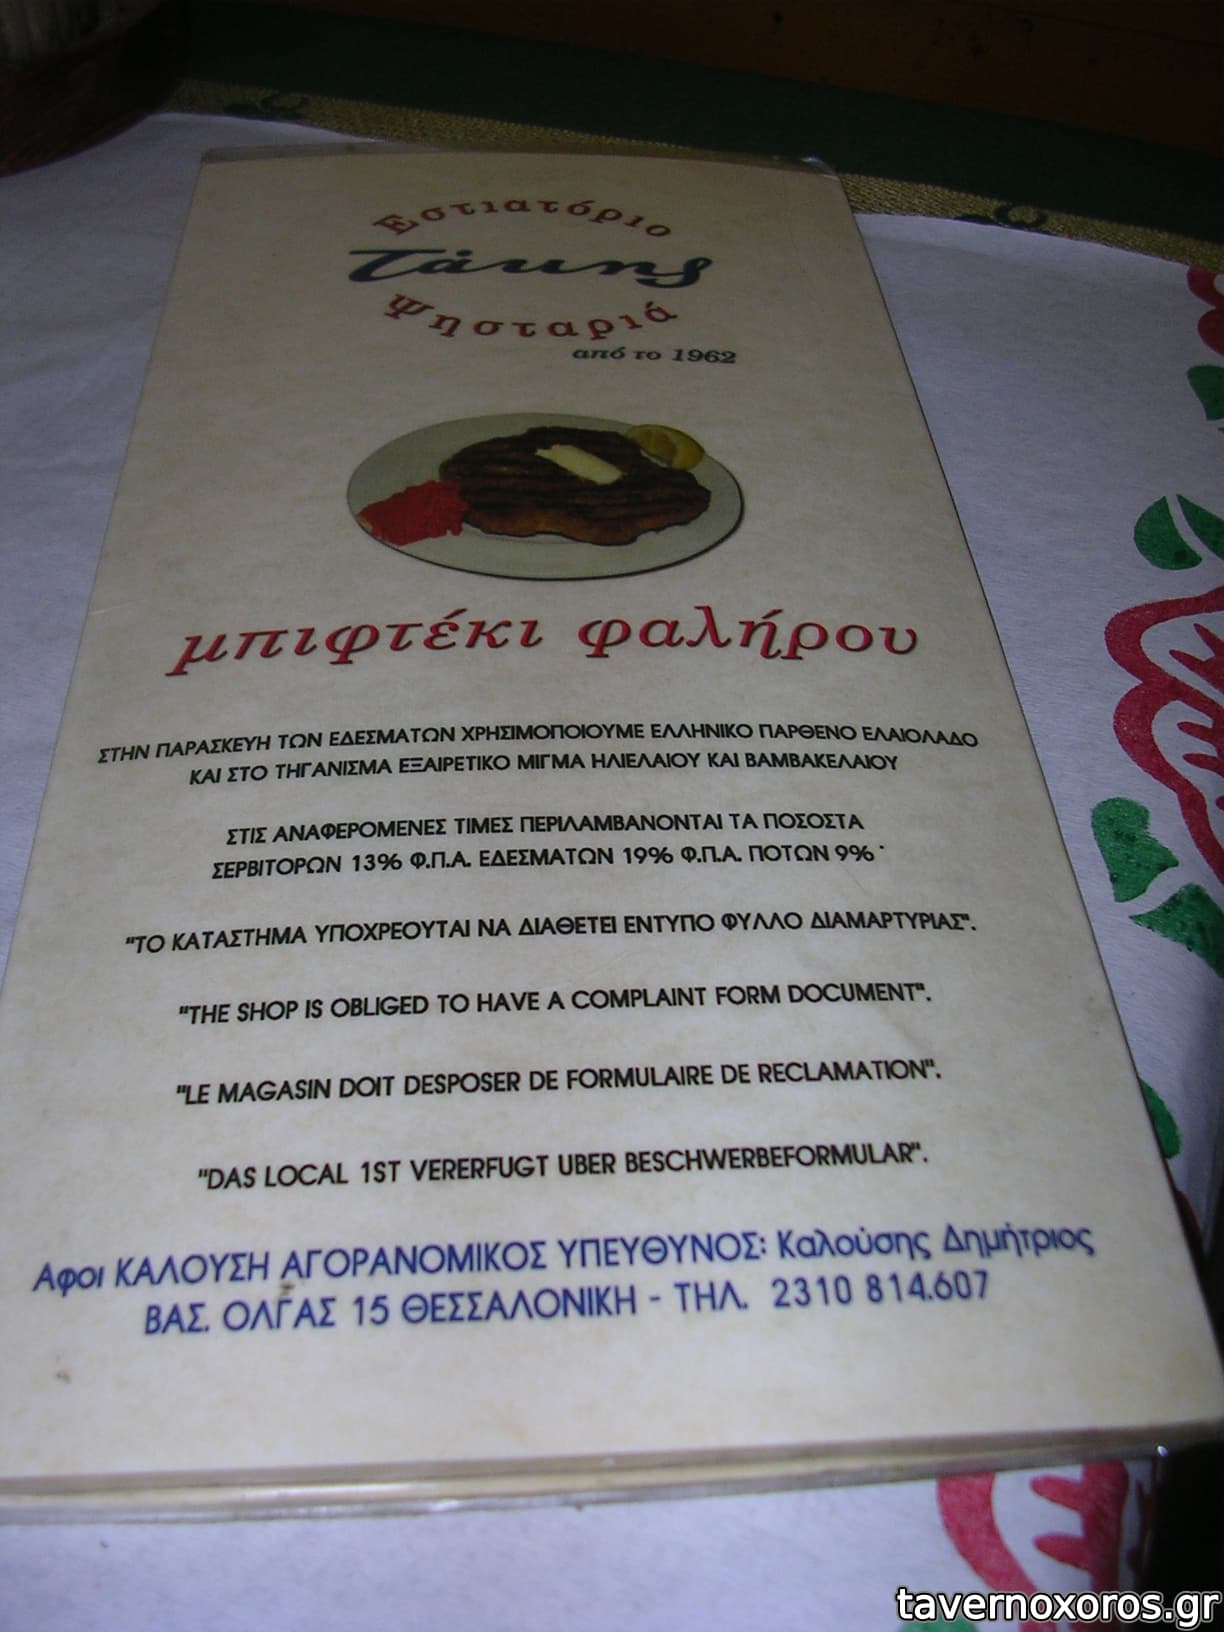 Εστιατόριο
τάκης
Ψησταριά
από το 1962
μπιφτέκι φαλήρου
ΣΤΗΝ ΠΑΡΑΣΚΕΥΗ ΤΩΝ ΕΔΕΣΜΑΤΩΝ ΧΡΗΣΙΜΟΠΟΙΟΥΜΕ ΕΛΛΗΝΙΚΟ ΠΑΡΘΕΝΟ ΕΛΑΙΟΛΑΔΟ
ΚΑΙ ΣΤΟ ΤΗΓΑΝΙΣΜΑ ΕΞΑΙΡΕΤΙΚΟ ΜΙΓΜΑ ΗΛΙΕΛΑΙΟΥ ΚΑΙ ΒΑΜΒΑΚΕΛΑΙΟΥ
ΣΤΙΣ ΑΝΑΦΕΡΟΜΕΝΕΣ ΤΙΜΕΣ ΠΕΡΙΛΑΜΒΑΝΟΝΤΑΙ ΤΑ ΠΟΣΟΣΤΑ
ΣΕΡΒΙΤΟΡΩΝ 13% Φ.Π.Α. ΕΔΕΣΜΑΤΩΝ 19% Φ.Π.Α. ΠΟΤΩΝ 9%
"ΤΟ ΚΑΤΑΣΤΗΜΑ ΥΠΟΧΡΕΟΥΤΑΙ ΝΑ ΔΙΑΘΕΤΕΙ ΕΝΤΥΠΟ ΦΥΛΛΟ ΔΙΑΜΑΡΤΥΡΙΑΣ".
"THE SHOP IS OBLIGED TO HAVE A COMPLAINT FORM DOCUMENT".
"LE MAGASIN DOIT DESPOSER DE FORMULAIRE DE RECLAMATION".
"DAS LOCAL 1ST VERERFUGT UBER BESCHWERBEFORMULAR".
Αφοι ΚΑΛΟΥΣΗ ΑΓΟΡΑΝΟΜΙΚΟΣ ΥΠΕΥΘΥΝΟΣ: Καλούσης Δημήτριος
ΒΑΣ. ΟΛΓΑΣ 15 ΘΕΣΣΑΛΟΝΙΚΗ - ΤΗΛ. 2310 814.607
tavernoxoros.gr